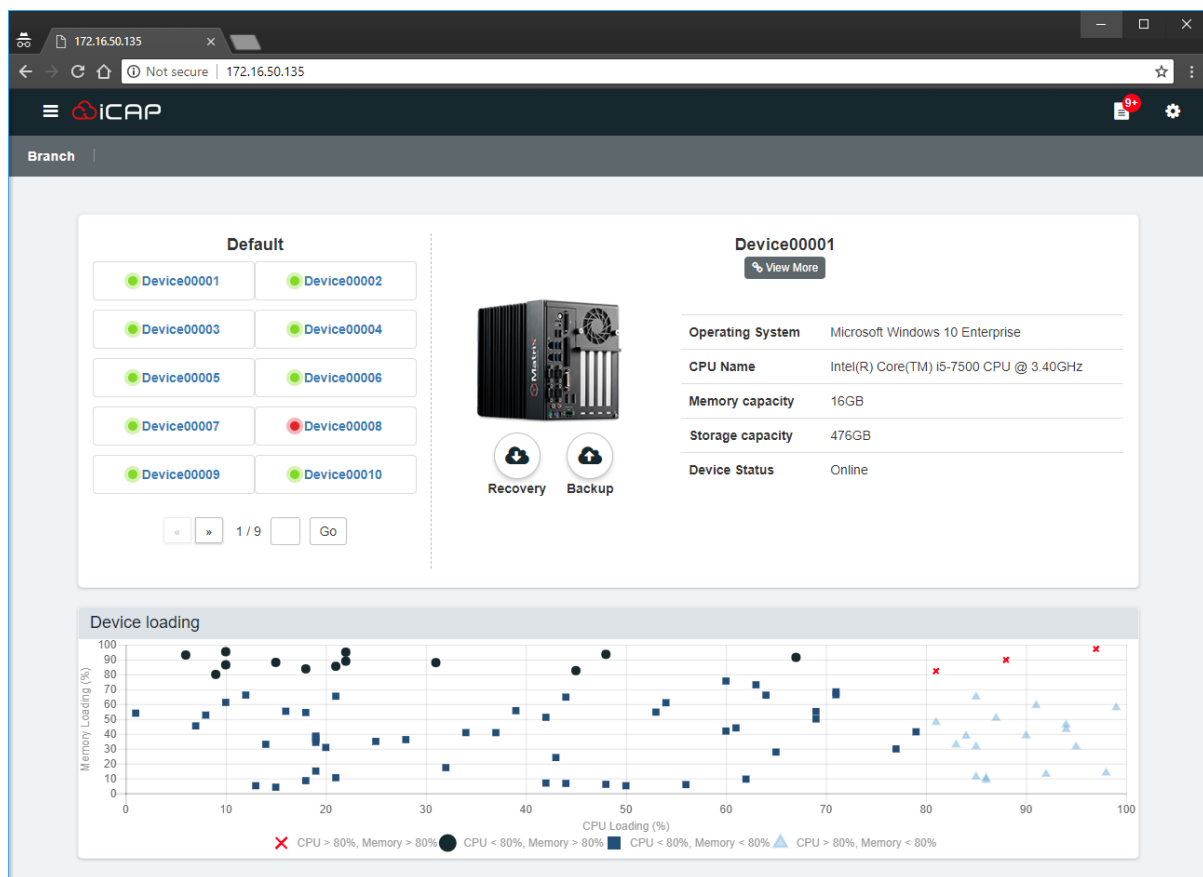 172.16.50.135
Not secure | 172.16.50.135
iCAP
9+
Branch
Default
Device00001 Device00002
Device00003 Device00004
Device00005 Device00006
Device00007 Device00008
Device00009 Device00010
« » 1 / 9 Go
Device00001
View More
Matrix
Recovery Backup
Operating System Microsoft Windows 10 Enterprise
CPU Name Intel(R) Core(TM) i5-7500 CPU @ 3.40GHz
Memory capacity 16GB
Storage capacity 476GB
Device Status Online
Device loading
Memory Loading (%)
100
90
80
70
60
50
40
30
20
10
0
0 10 20 30 40 50 60 70 80 90 100
CPU Loading (%)
CPU > 80%, Memory > 80% CPU < 80%, Memory > 80% CPU < 80%, Memory < 80% CPU > 80%, Memory < 80%